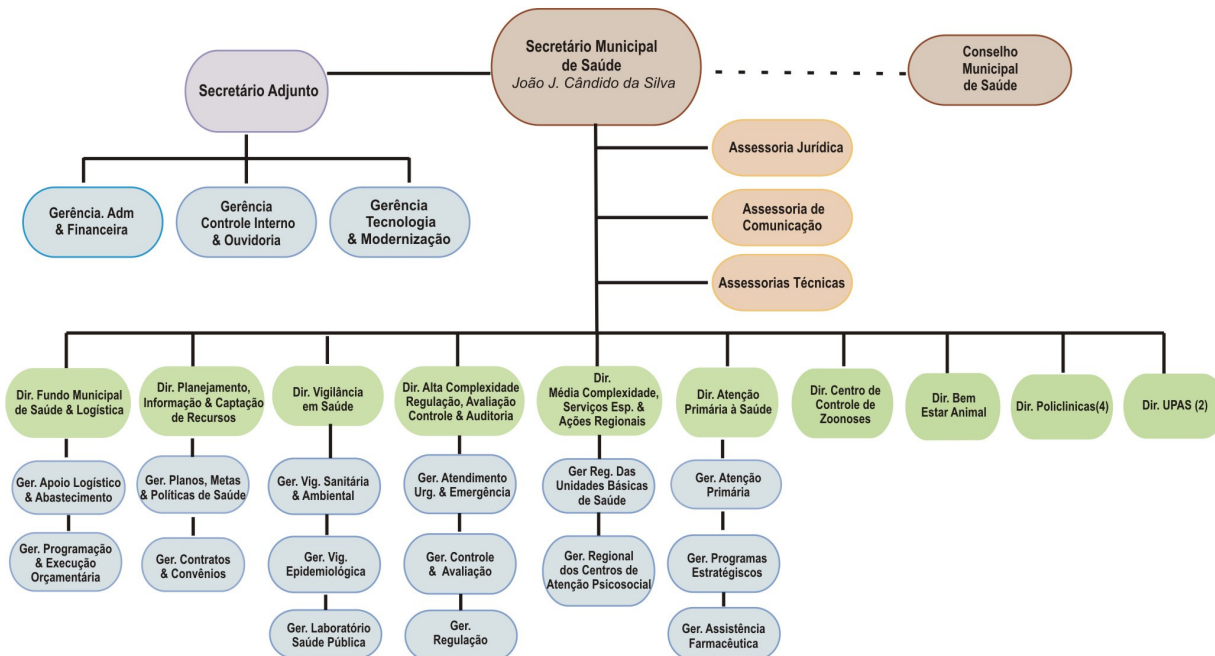 Secretário Municipal
de Saúde
João J. Cândido da Silva
Conselho
Municipal
de Saúde
Secretário Adjunto
Assessoria Jurídica
Gerência. Adm
& Financeira
Gerência
Controle Interno
& Ouvidoria
Gerência
Tecnologia
& Modernização
Assessoria de
Comunicação
Assessorias Técnicas
Dir. Fundo Municipal
de Saúde & Logística
Dir. Planejamento,
Informação & Captação
de Recursos
Dir. Vigilância
em Saúde
Dir. Alta Complexidade
Regulação, Avaliação
Controle & Auditoria
Dir.
Média Complexidade,
Serviços Esp. &
Ações Regionais
Dir. Atenção
Primária à Saúde
Dir. Centro de
Controle de
Zoonoses
Dir. Bem
Estar Animal
Dir. Policlinicas(4)
Dir. UPAS (2)
Ger. Apoio Logístico
& Abastecimento
Ger. Planos, Metas
& Políticas de Saúde
Ger. Vig. Sanitária
& Ambiental
Ger. Atendimento
Urg. & Emergência
Ger Reg. Das
Unidades Básicas
de Saúde
Ger. Atenção
Primária
Ger. Programação
& Execução
Orçamentária
Ger. Contratos
& Convênios
Ger. Vig.
Epidemiológica
Ger. Controle
& Avaliação
Ger. Regional
dos Centros de
Atenção Psicosocial
Ger. Programas
Estratégiscos
Ger. Laboratório
Saúde Pública
Ger.
Regulação
Ger. Assistência
Farmacêutica